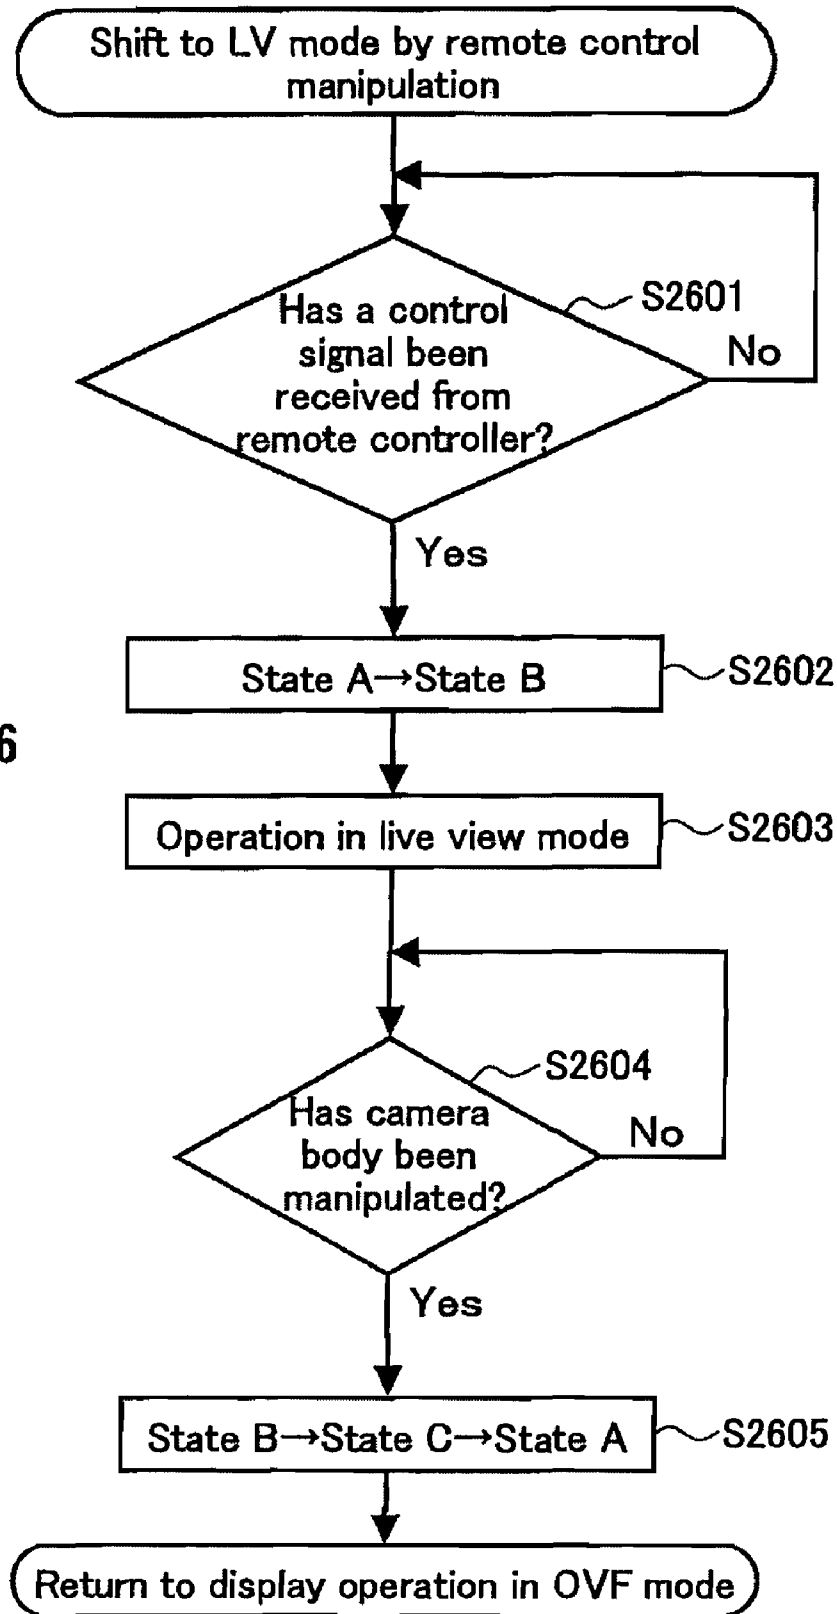 Shift to LV mode by remote control
manipulation
S2601
Has a control
signal been
received from
remote controller?
No
Yes
State A→State B
S2602
6
Operation in live view mode
S2603
S2604
Has camera
body been
manipulated?
No
Yes
State B→State C→State A
S2605
Return to display operation in OVF mode